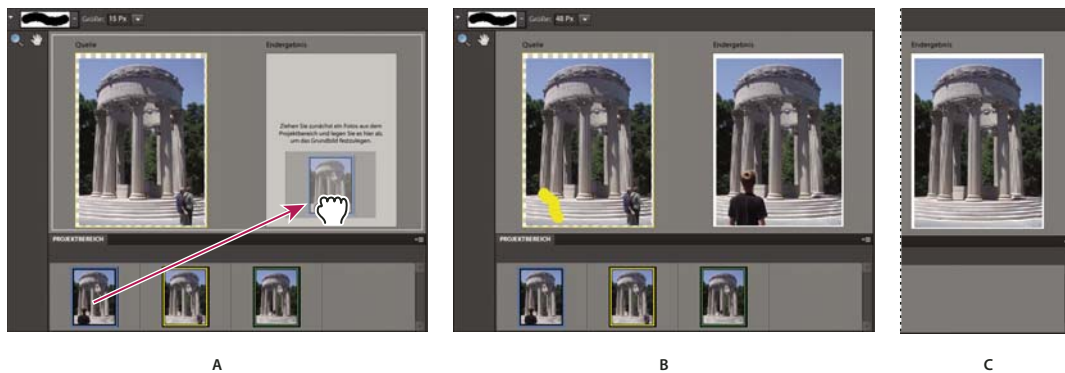 Größe: 15 Px
Quelle
Endergebnis
Ziehen Sie zunächst ein Fotos aus dem
Projektbereich und legen Sie es hier ab,
um das Grundbild festzulegen.
PROJEKTBEREICH
A
Größe: 48 Px
Quelle
Endergebnis
PROJEKTBEREICH
B
Endergebnis
C